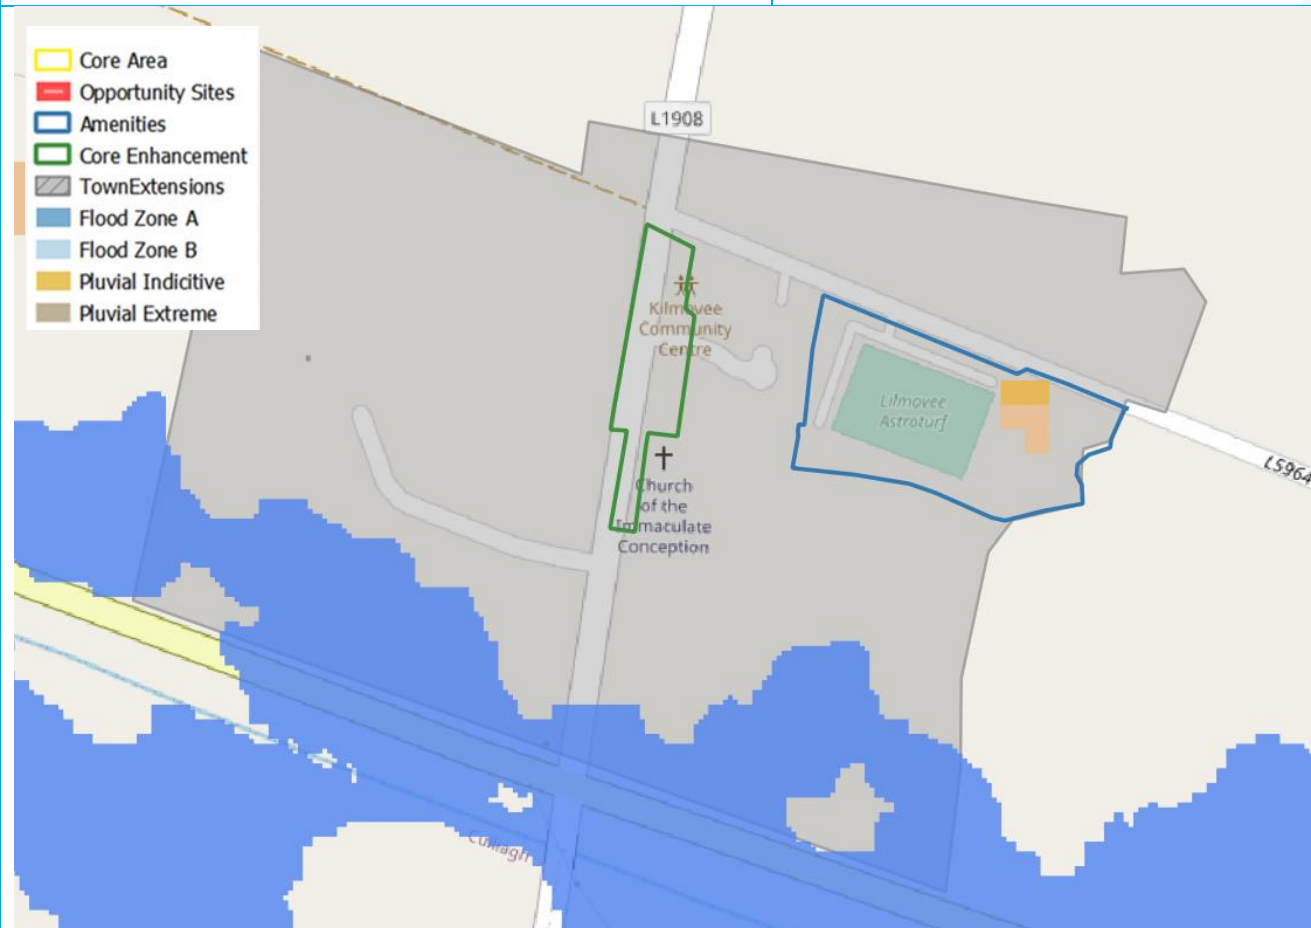 Core Area
Opportunity Sites
Amenities
Core Enhancement
TownExtensions
Flood Zone A
Flood Zone B
Pluvial Indicitive
Pluvial Extreme
L1908
Kilmovee
Community
Centre
Lilmovee
Astroturf
L5964
Church
of the
Immaculate
Conception
Cullagh